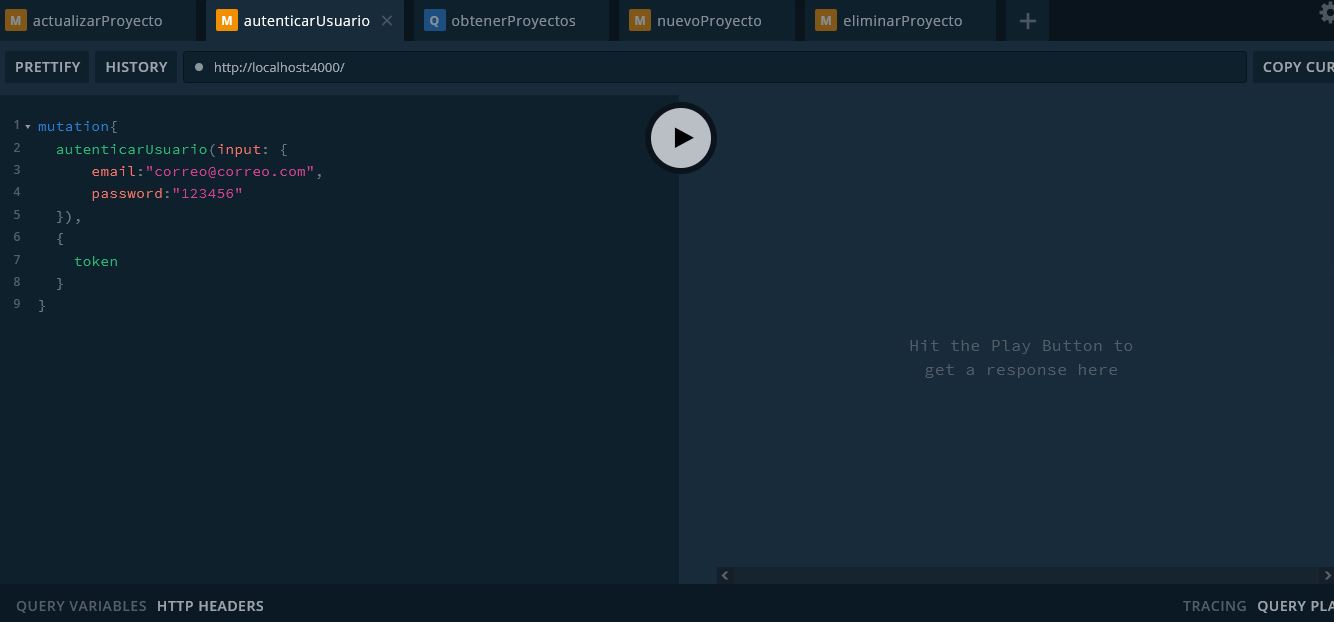 M actualizarProyecto M autenticarUsuario × Q obtenerProyectos M nuevoProyecto M eliminarProyecto +
PRETTIFY HISTORY http://localhost:4000/ COPY CUR
1 mutation{
2 autenticarUsuario(input: {
3 email:"correo@correo.com",
4 password:"123456"
5 }),
6 {
7 token
8 }
9 }
Hit the Play Button to
get a response here
QUERY VARIABLES HTTP HEADERS TRACING QUERY PLA